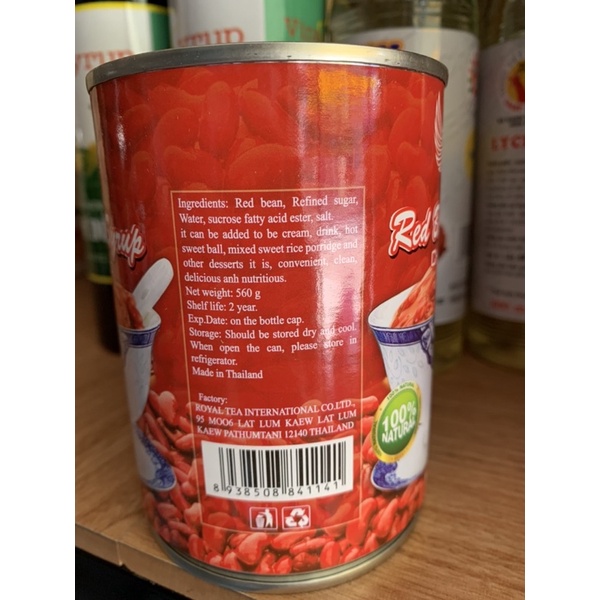 Ingredients: Red bean, Refined sugar,
Water, sucrose fatty acid ester, salt.
it can be added to be cream, drink, hot
sweet ball, mixed sweet rice porridge and
other desserts it is, convenient, clean,
delicious anh nutritious.
Net weight: 560 g
Shelf life: 2 year.
Exp.Date: on the bottle cap.
Storage: Should be stored dry and cool.
When open the can, please store in
refrigerator.
Made in Thailand
Factory:
ROYAL TEA INTERNATIONAL CO.LTD.,
95 MOO6 LAT LUM KAEW LAT LUM
KAEW PATHUMTANI 12140 THAILAND
8 938508 841141
Red
100%
NATURAL